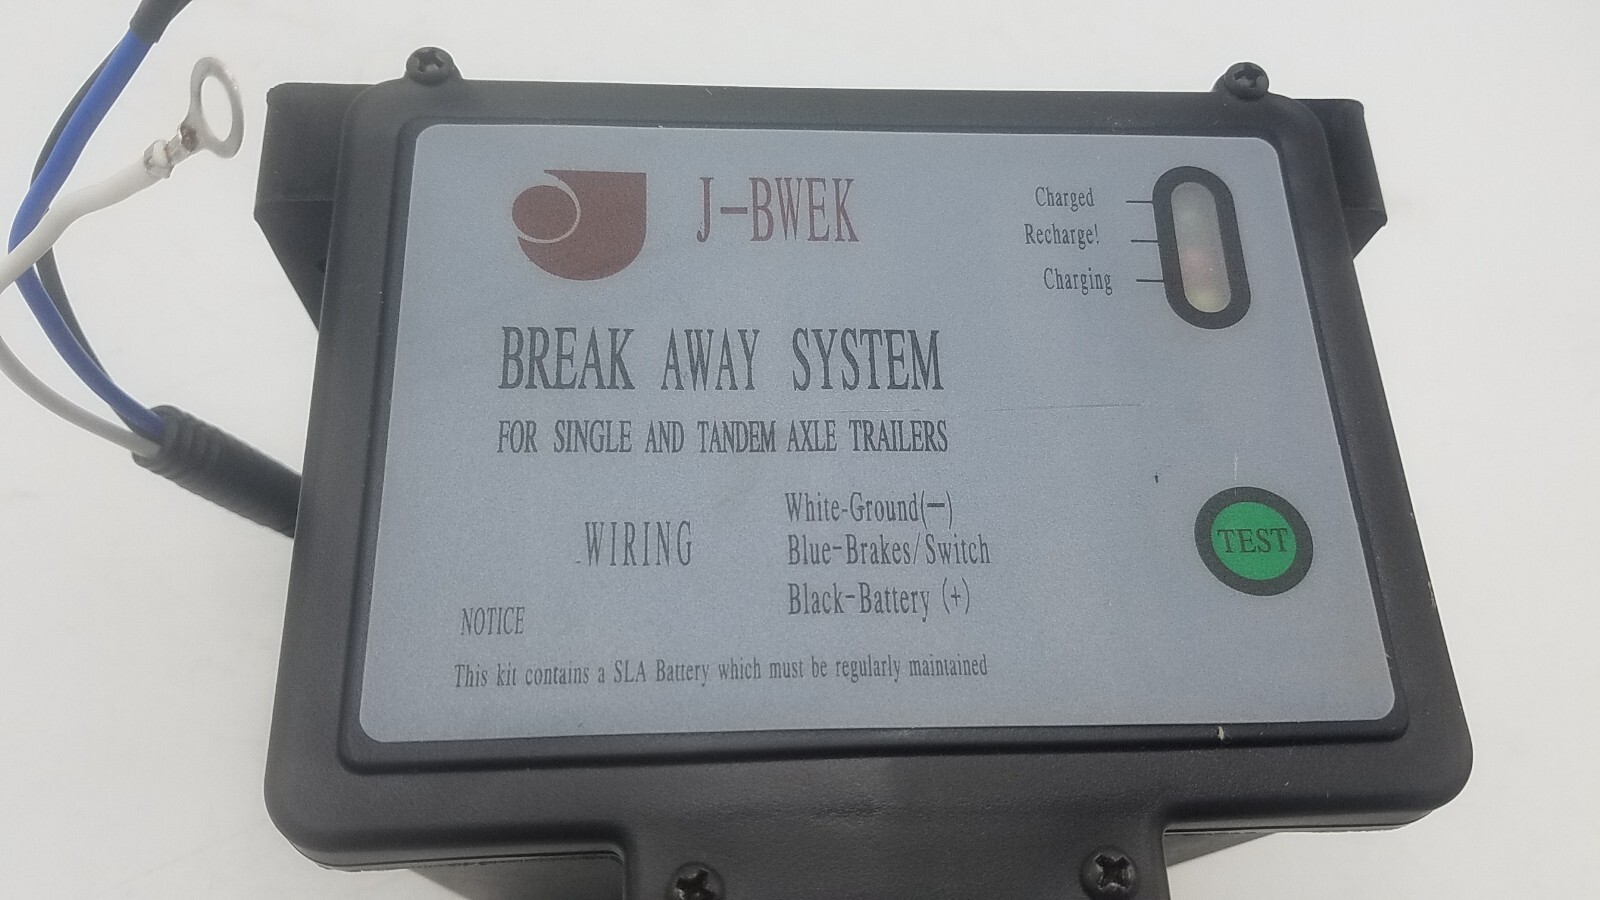 J-BWEK
Charged
Recharge!
Charging
BREAK AWAY SYSTEM
FOR SINGLE AND TANDEM AXLE TRAILERS
WIRING
White-Ground(-)
Blue-Brakes/Switch
Black-Battery (+)
TEST
NOTICE
This kit contains a SLA Battery which must be regularly maintained